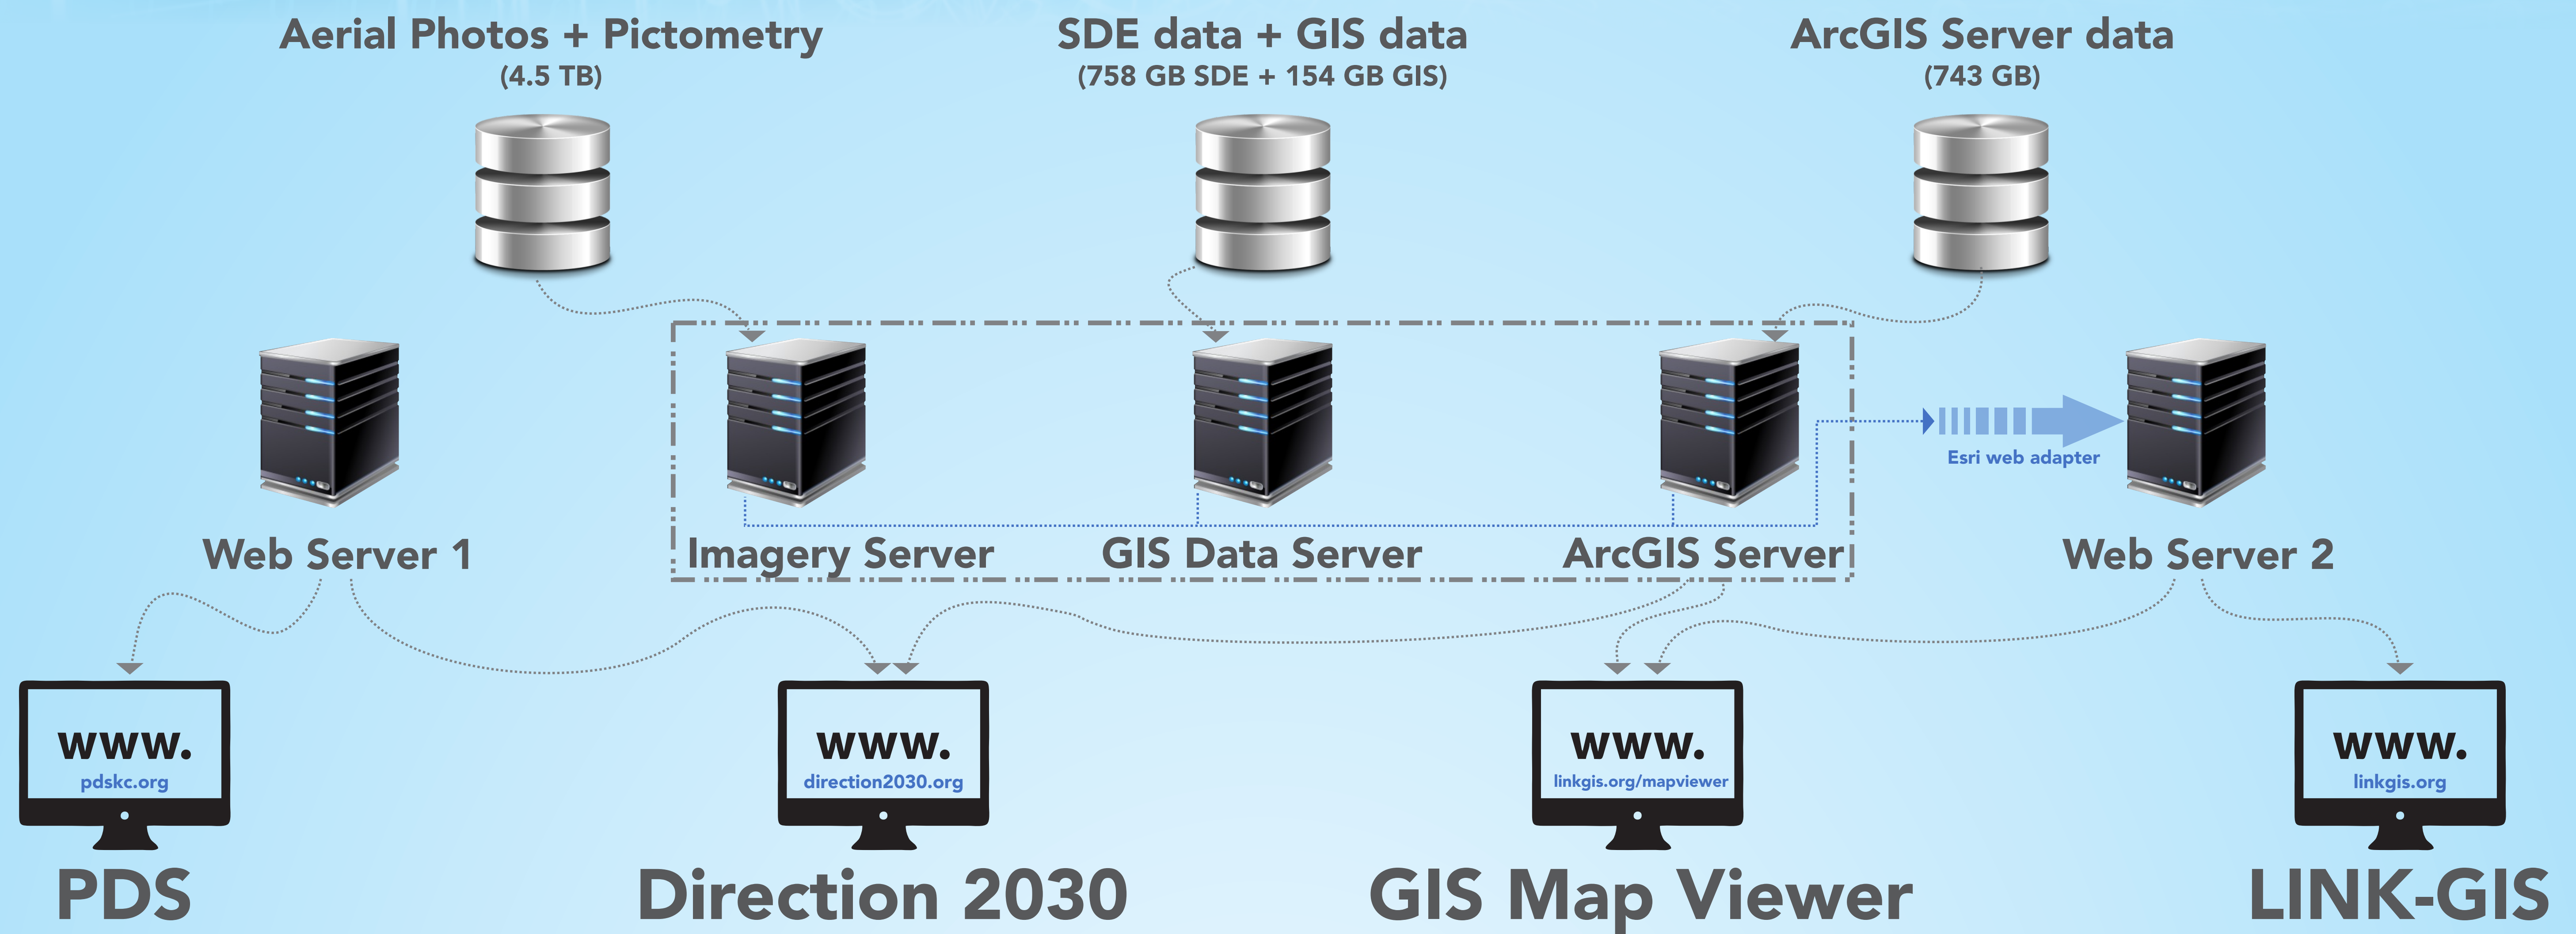 Aerial Photos + Pictometry
(4.5 TB)
SDE data + GIS data
(758 GB SDE + 154 GB GIS)
ArcGIS Server data
(743 GB)
Esri web adapter
Web Server 1
Imagery Server
GIS Data Server
ArcGIS Server
Web Server 2
www.
pdskc.org
www.
direction2030.org
www.
linkgis.org/mapviewer
www.
linkgis.org
PDS
Direction 2030
GIS Map Viewer
LINK-GIS